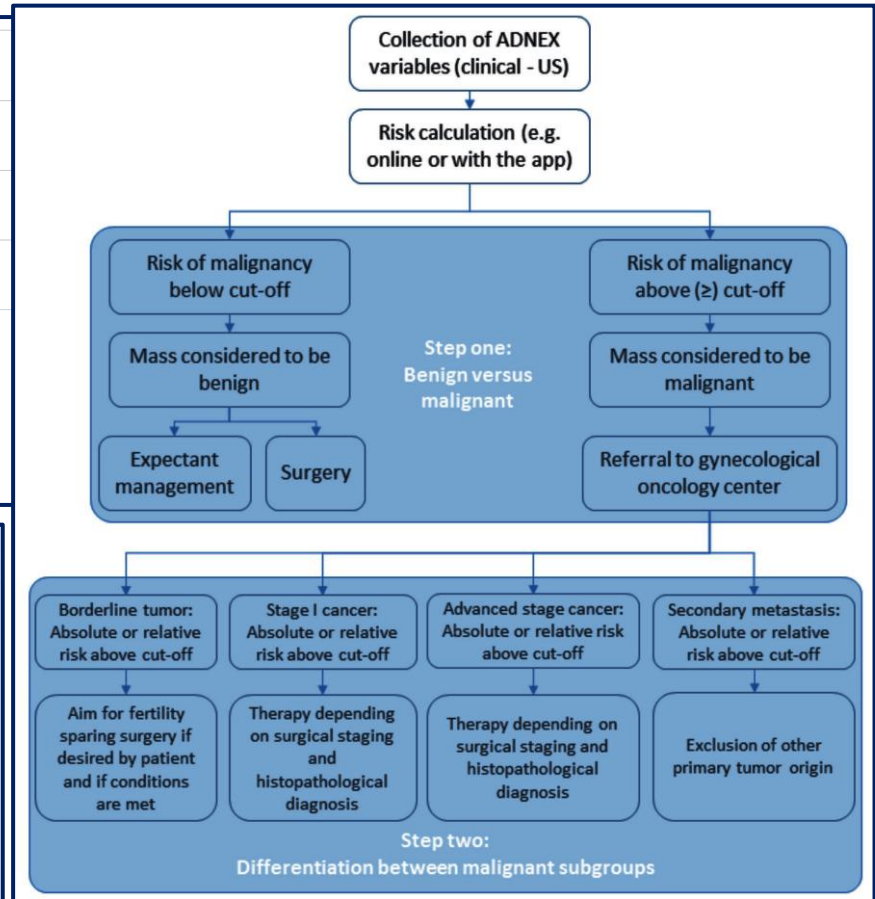 Collection of ADNEX
variables (clinical - US)
Risk calculation (e.g.
online or with the app)
Risk of malignancy
below cut-off
Mass considered to be
benign
Expectant
management
Surgery
Step one:
Benign versus
malignant
Risk of malignancy
above (≥) cut-off
Mass considered to be
malignant
Referral to gynecological
oncology center
Borderline tumor:
Absolute or relative
risk above cut-off
Aim for fertility
sparing surgery if
desired by patient
and if conditions
are met
Stage I cancer:
Absolute or relative
risk above cut-off
Therapy depending
on surgical staging
and
histopathological
diagnosis
Advanced stage cancer:
Absolute or relative risk
above cut-off
Therapy depending on
surgical staging and
histopathological
diagnosis
Secondary metastasis:
Absolute or relative
risk above cut-off
Exclusion of other
primary tumor origin
Step two:
Differentiation between malignant subgroups